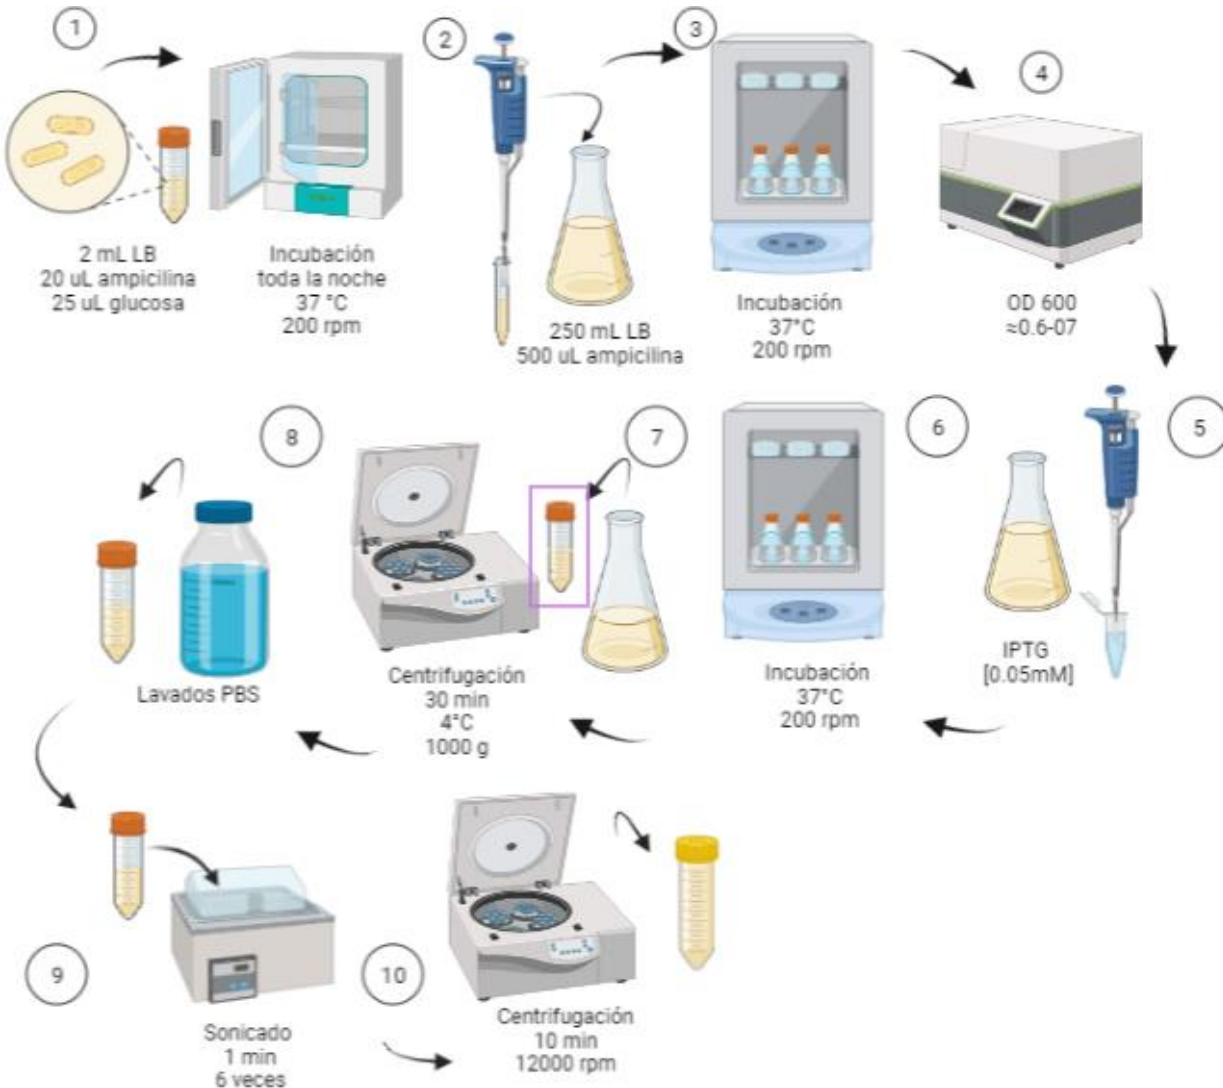 1
2 mL LB
20 uL ampicilina
25 uL glucosa
Incubación
toda la noche
37 °C
200 rpm
2
250 mL LB
500 uL ampicilina
3
Incubación
37°C
200 rpm
4
OD 600
≈0.6-07
5
IPTG
[0.05mM]
6
Incubación
37°C
200 rpm
7
Centrifugación
30 min
4°C
1000 g
8
Lavados PBS
9
Sonicado
1 min
6 veces
10
Centrifugación
10 min
12000 rpm